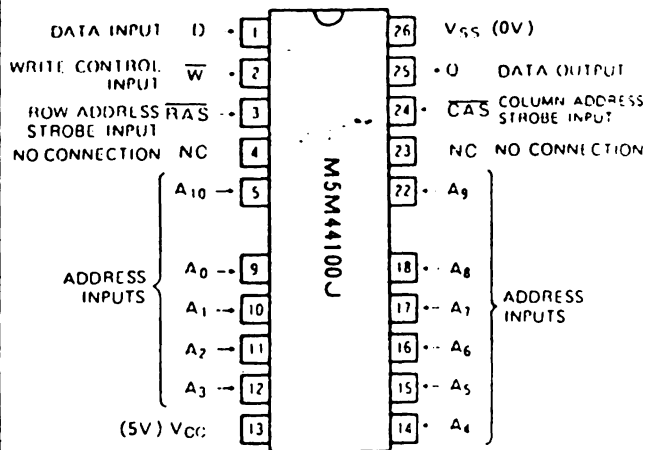 DATA INPUT D 1
26 VSS (0V)
WRITE CONTROL INPUT W̅ 2
25 Q DATA OUTPUT
ROW ADDRESS STROBE INPUT R̅A̅S̅ 3
24 C̅A̅S̅ COLUMN ADDRESS STROBE INPUT
NO CONNECTION NC 4
23 NC NO CONNECTION
A10 5
22 A9
M5M44100J
ADDRESS INPUTS
A0 9
18 A8
A1 10
17 A7
A2 11
16 A6
A3 12
15 A5
ADDRESS INPUTS
(5V) VCC 13
14 A4